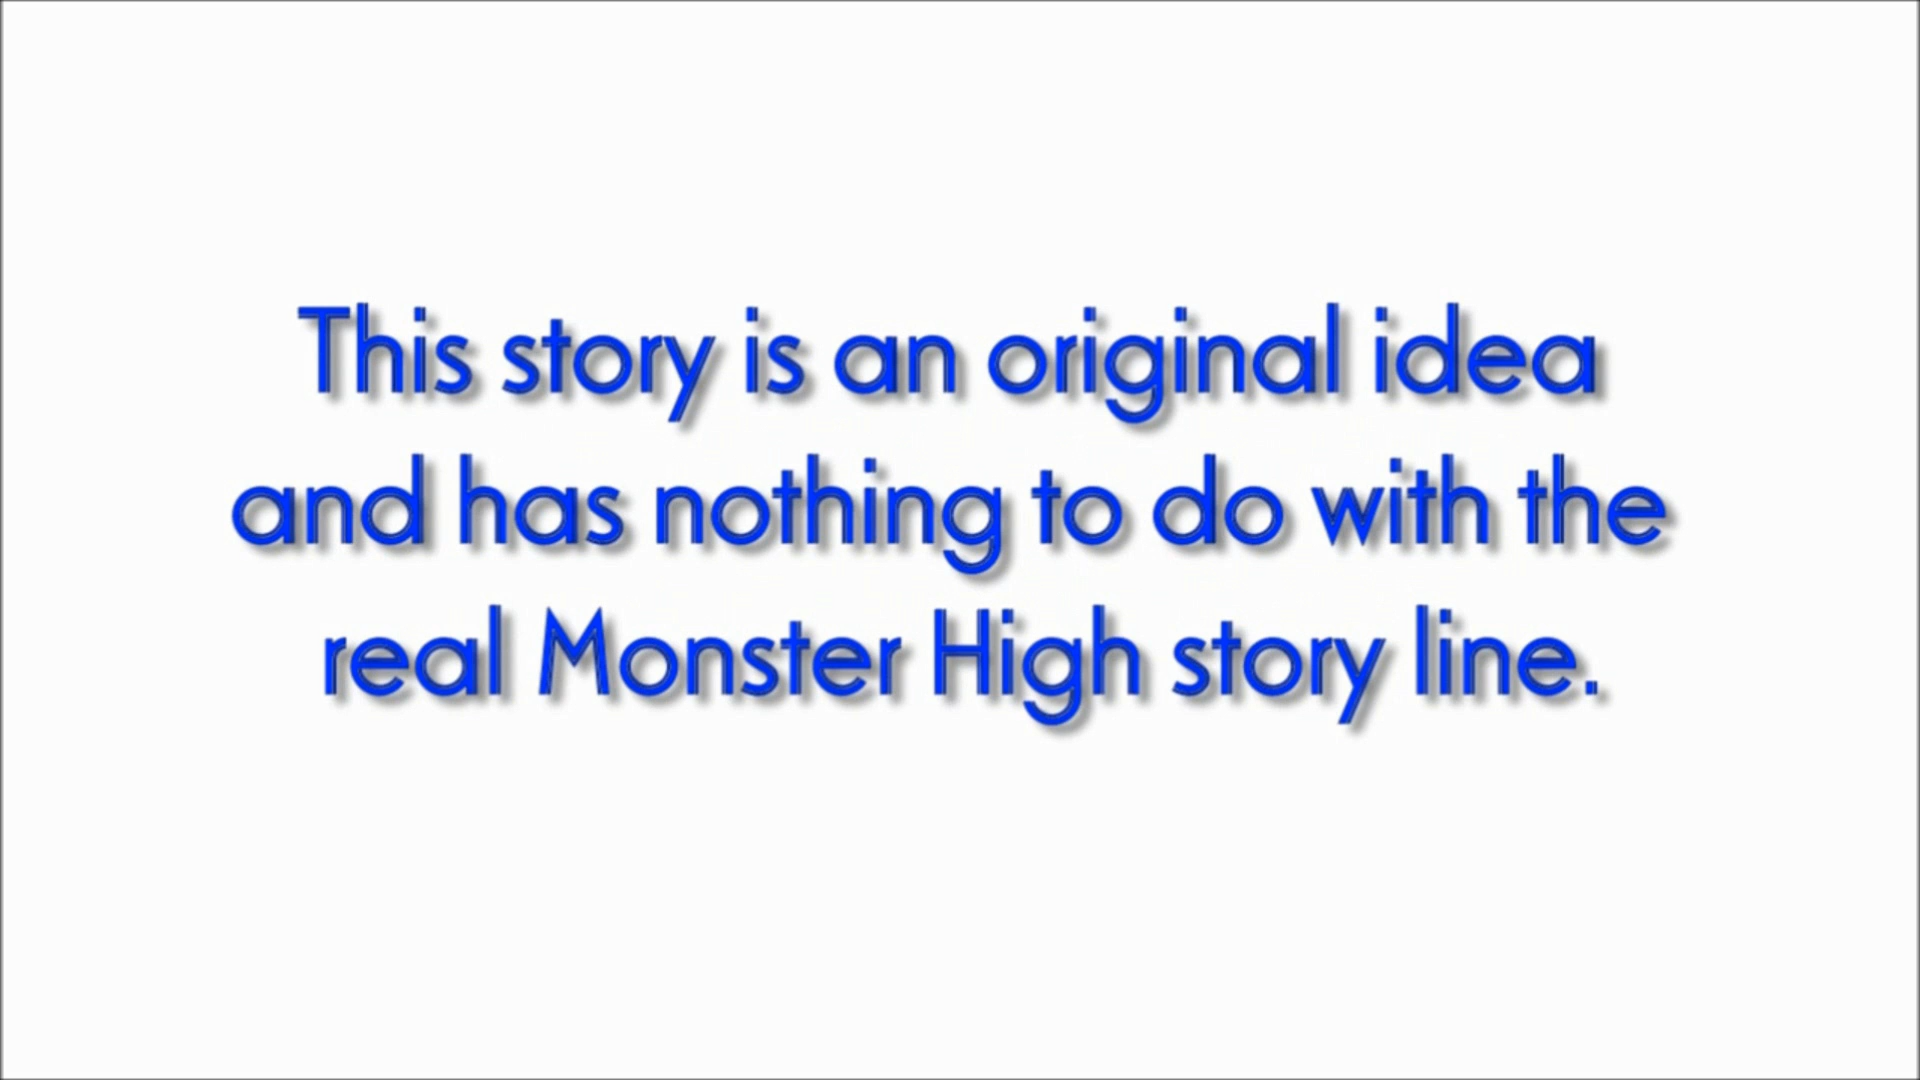 This story is an original idea
and has nothing to do with the
real Monster High story line.